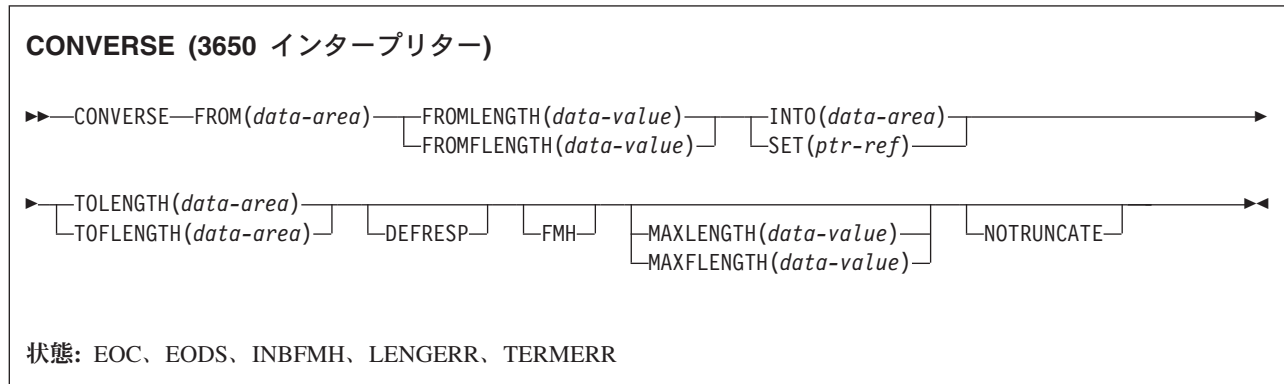 CONVERSE (3650 インタープリター)
CONVERSE FROM(data-area) FROMLENGTH(data-value) INTO(data-area)
FROMFLENGTH(data-value) SET(ptr-ref)
TOLENGTH(data-area)
TOFLENGTH(data-area) DEFRESP FMH MAXLENGTH(data-value) NOTRUNCATE
MAXFLENGTH(data-value)
状態: EOC、EODS、INBFMH、LENGERR、TERMERR